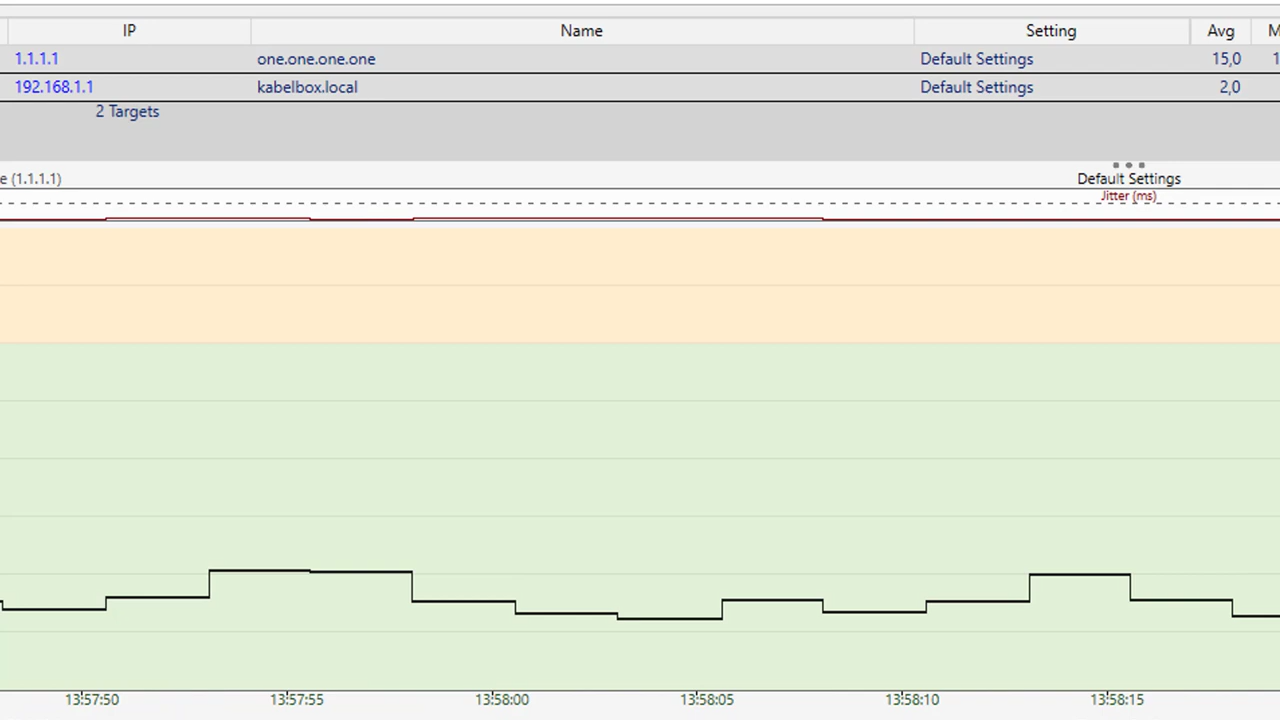 IP Name Setting Avg M
1.1.1.1 one.one.one.one Default Settings 15,0 1
192.168.1.1 kabelbox.local Default Settings 2,0
2 Targets
e (1.1.1.1) Default Settings
Jitter (ms)
13:57:50 13:57:55 13:58:00 13:58:05 13:58:10 13:58:15